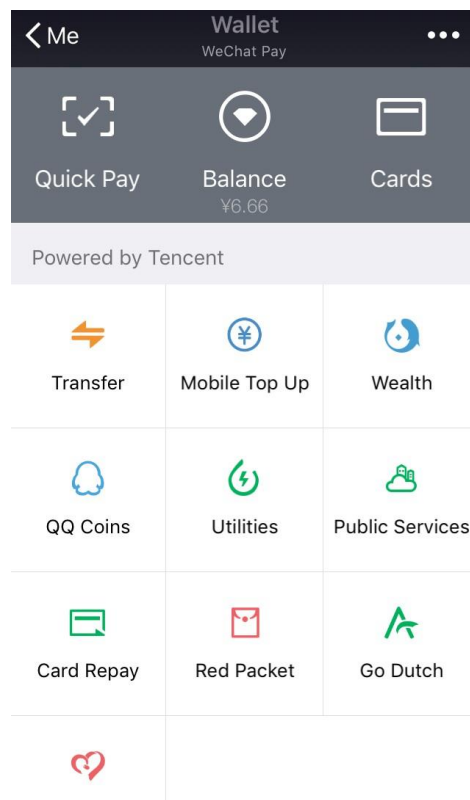 Me
Wallet
WeChat Pay
Quick Pay
Balance
Cards
¥6.66
Powered by Tencent
Transfer
Mobile Top Up
Wealth
QQ Coins
Utilities
Public Services
Card Repay
Red Packet
Go Dutch